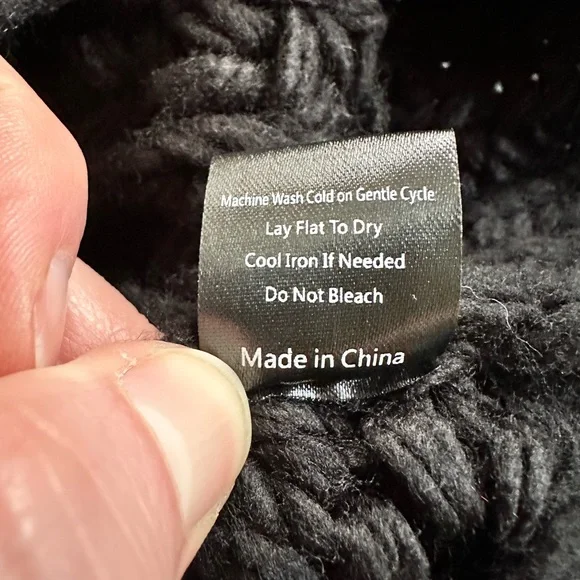 Machine Wash Cold on Gentle Cycle
Lay Flat To Dry
Cool Iron If Needed
Do Not Bleach
Made in China